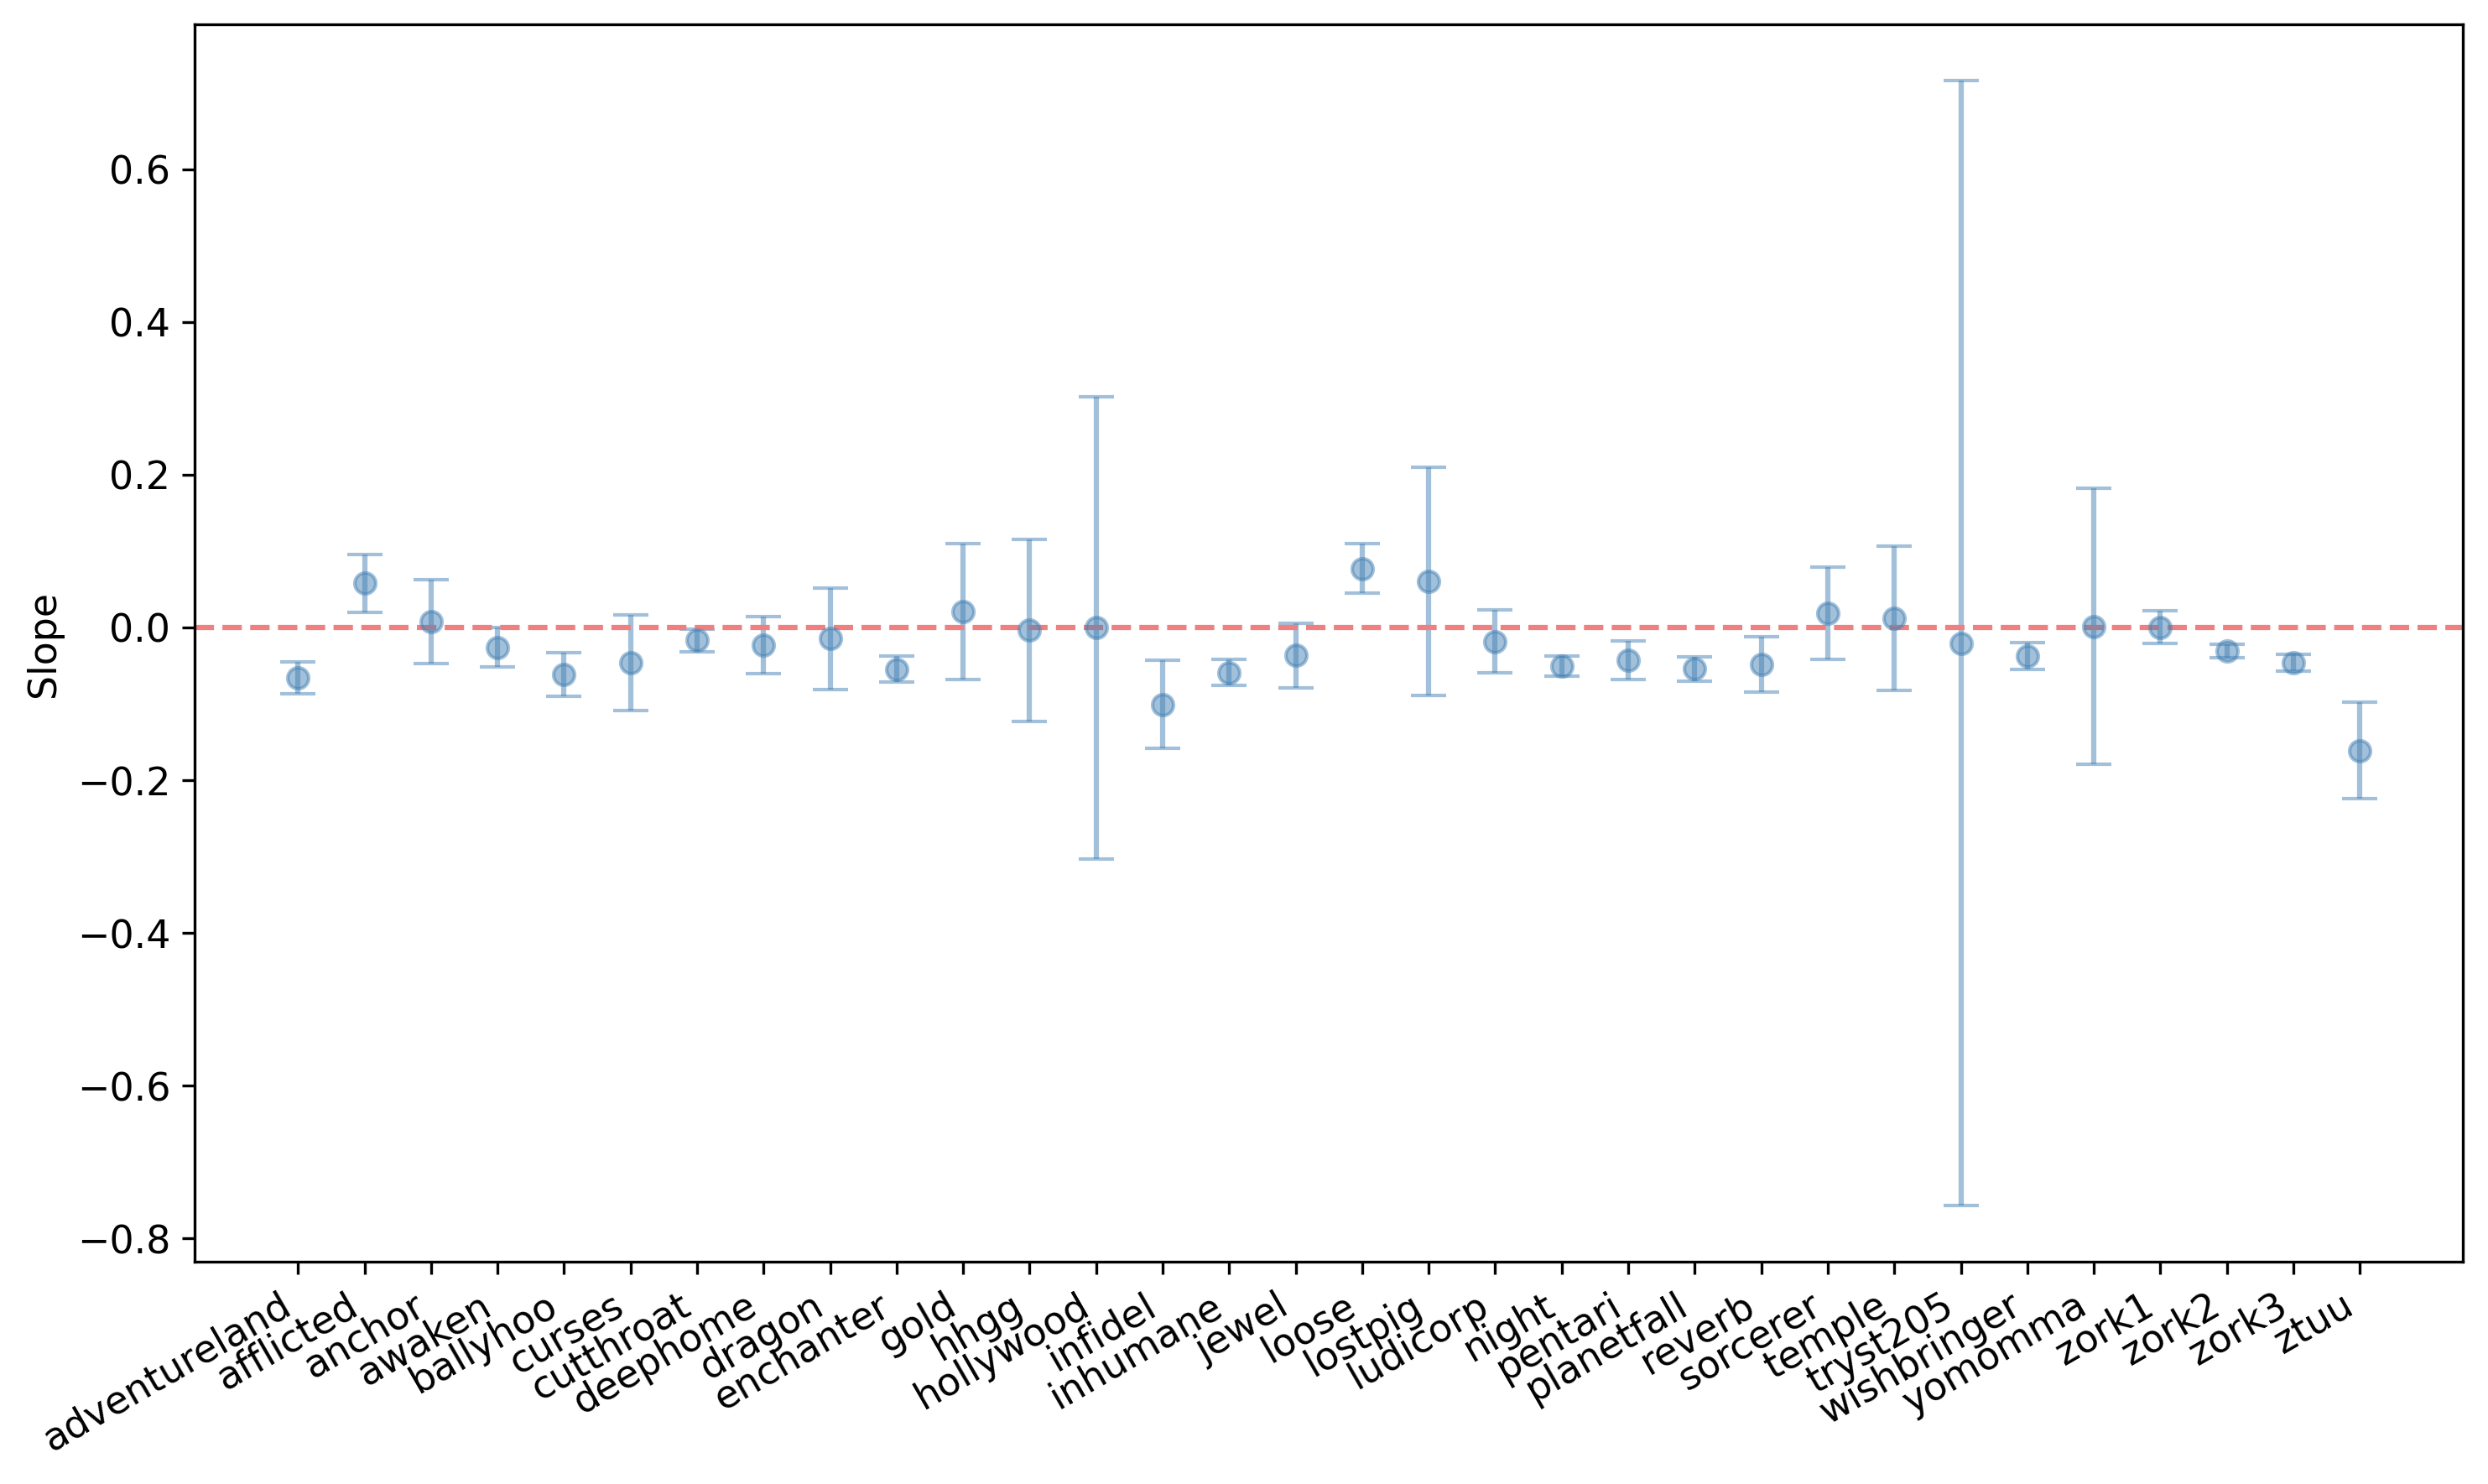 Slope
0.6
0.4
0.2
0.0
−0.2
−0.4
−0.6
−0.8
adventureland
afflicted
anchor
awaken
ballyhoo
curses
cutthroat
deephome
dragon
enchanter
gold
hhgg
hollywood
infidel
inhumane
jewel
loose
lostpig
ludicorp
night
pentari
planetfall
reverb
sorcerer
temple
tryst205
wishbringer
yomomma
zork1
zork2
zork3
ztuu